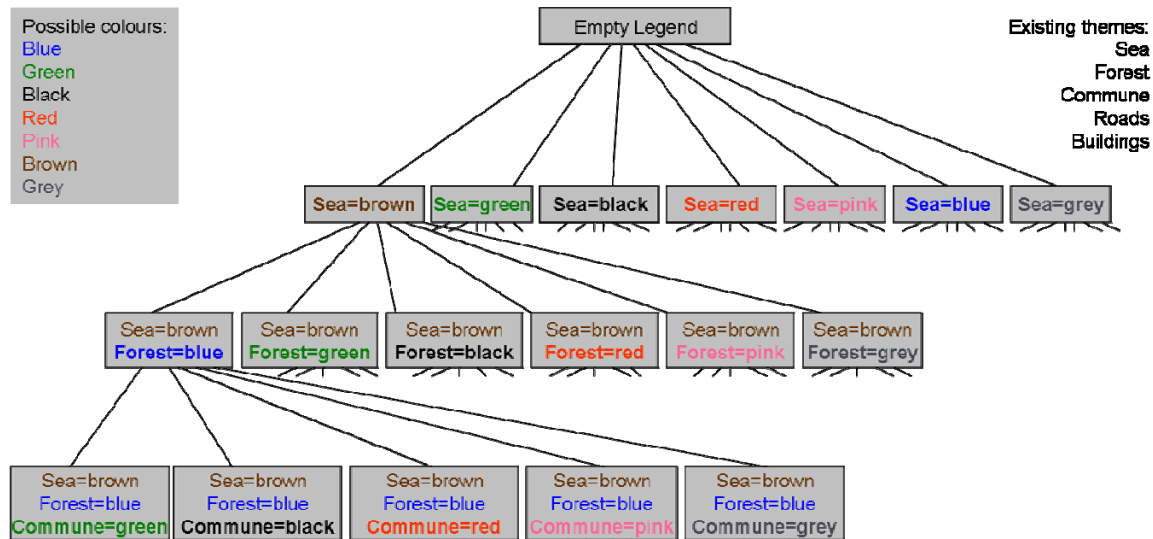 Possible colours:
Blue
Green
Black
Red
Pink
Brown
Grey
Empty Legend
Existing themes:
Sea
Forest
Commune
Roads
Buildings
Sea=brown
Sea=green
Sea=black
Sea=red
Sea=pink
Sea=blue
Sea=grey
Sea=brown
Forest=blue
Sea=brown
Forest=green
Sea=brown
Forest=black
Sea=brown
Forest=red
Sea=brown
Forest=pink
Sea=brown
Forest=grey
Sea=brown
Forest=blue
Commune=green
Sea=brown
Forest=blue
Commune=black
Sea=brown
Forest=blue
Commune=red
Sea=brown
Forest=blue
Commune=pink
Sea=brown
Forest=blue
Commune=grey